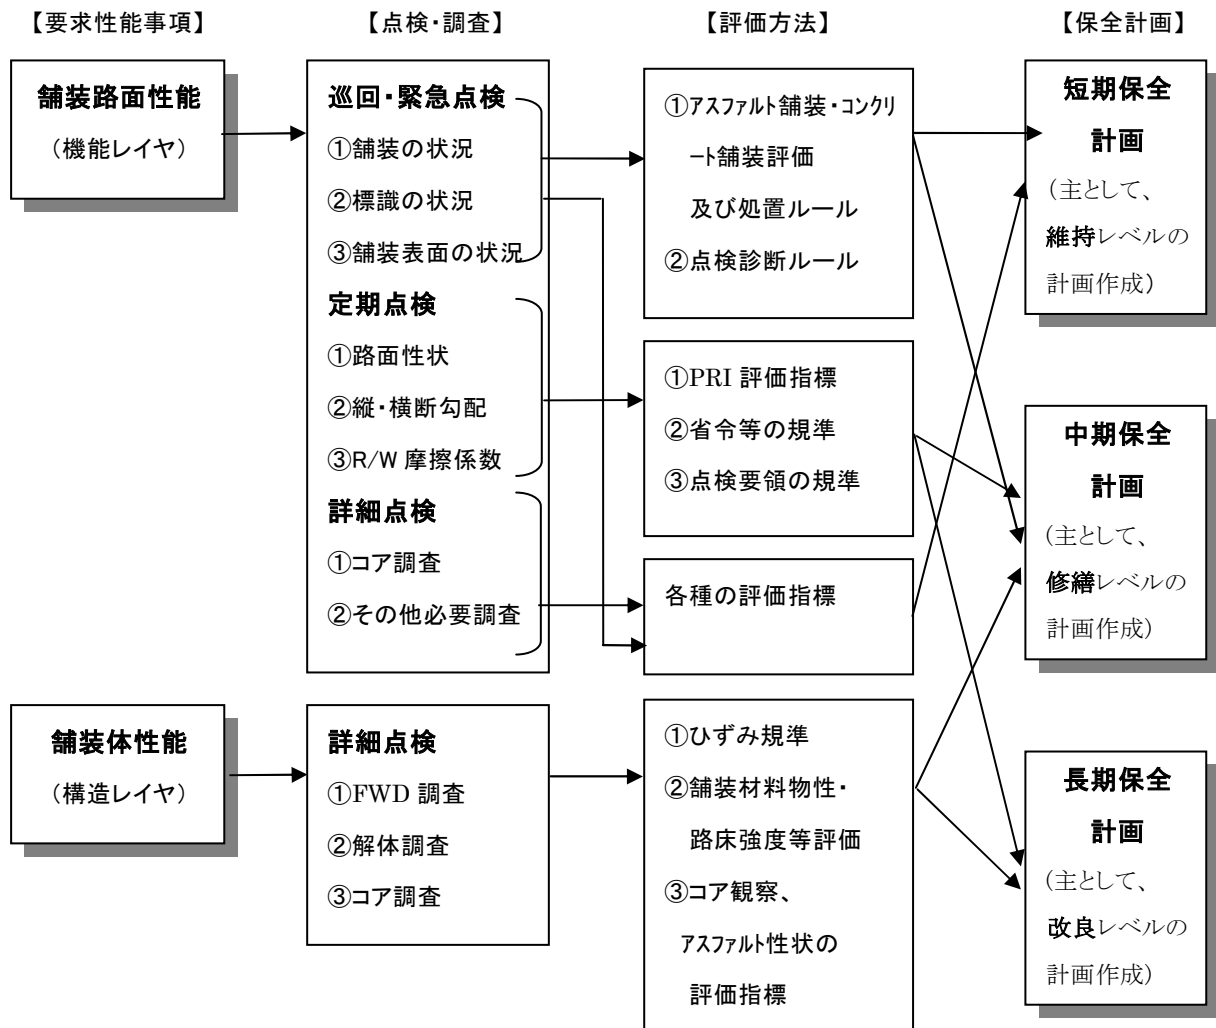 【要求性能事項】
【点検・調査】
【評価方法】
【保全計画】
舗装路面性能
（機能レイヤ）
巡回・緊急点検
①舗装の状況
②標識の状況
③舗装表面の状況
定期点検
①路面性状
②縦・横断勾配
③R/W 摩擦係数
詳細点検
①コア調査
②その他必要調査
①アスファルト舗装・コンクリ
ート舗装評価
及び処置ルール
②点検診断ルール
①PRI 評価指標
②省令等の規準
③点検要領の規準
各種の評価指標
短期保全
計画
（主として、
維持レベルの
計画作成）
中期保全
計画
（主として、
修繕レベルの
計画作成）
舗装体性能
（構造レイヤ）
詳細点検
①FWD 調査
②解体調査
③コア調査
①ひずみ規準
②舗装材料物性・
路床強度等評価
③コア観察、
アスファルト性状の
評価指標
長期保全
計画
（主として、
改良レベルの
計画作成）